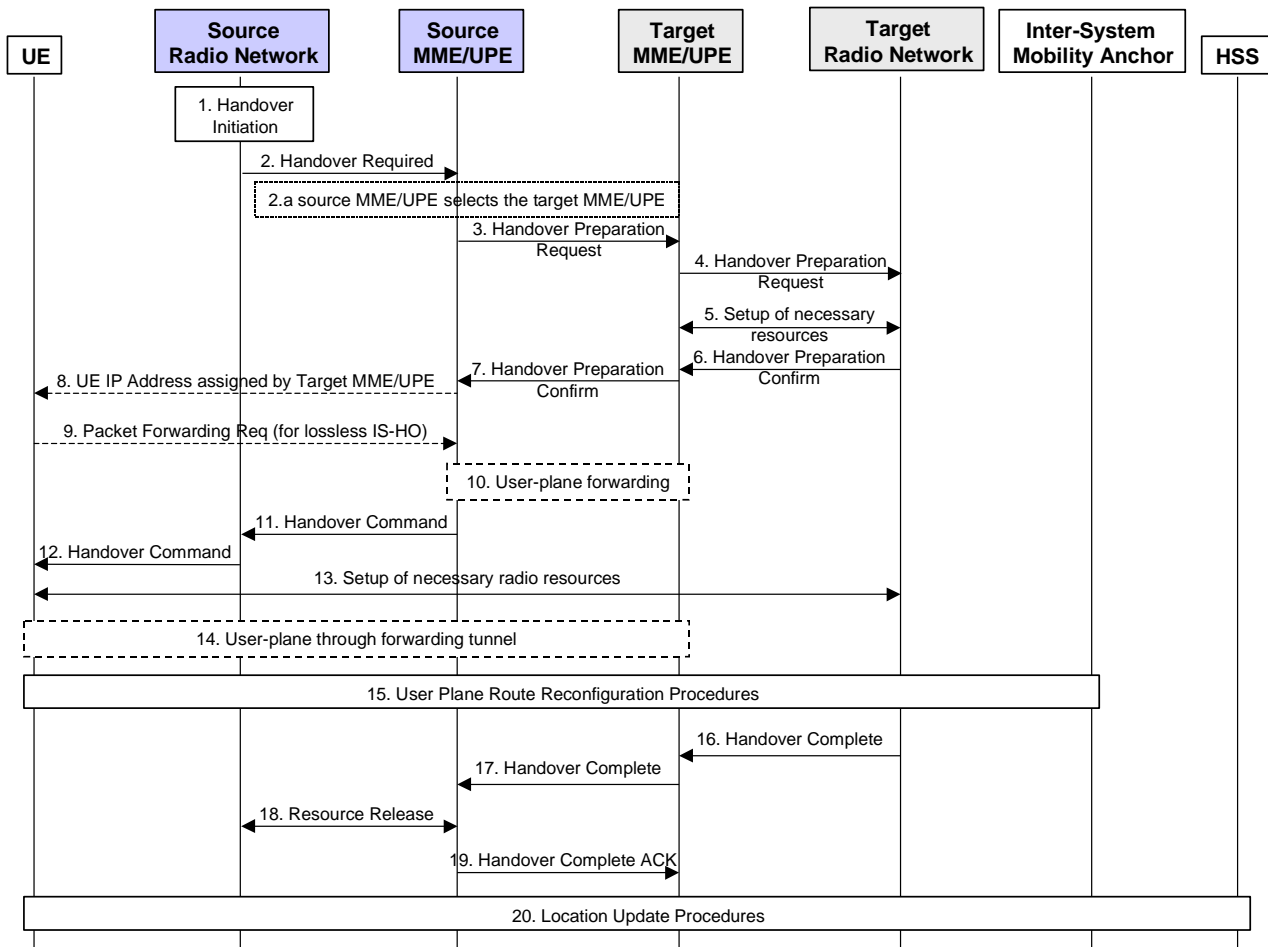 UE
Source
Radio Network
Source
MME/UPE
Target
MME/UPE
Target
Radio Network
Inter-System
Mobility Anchor
HSS
1. Handover
Initiation
2. Handover Required
2.a source MME/UPE selects the target MME/UPE
3. Handover Preparation
Request
4. Handover Preparation
Request
5. Setup of necessary
resources
6. Handover Preparation
Confirm
7. Handover Preparation
Confirm
8. UE IP Address assigned by Target MME/UPE
9. Packet Forwarding Req (for lossless IS-HO)
10. User-plane forwarding
11. Handover Command
12. Handover Command
13. Setup of necessary radio resources
14. User-plane through forwarding tunnel
15. User Plane Route Reconfiguration Procedures
16. Handover Complete
17. Handover Complete
18. Resource Release
19. Handover Complete ACK
20. Location Update Procedures